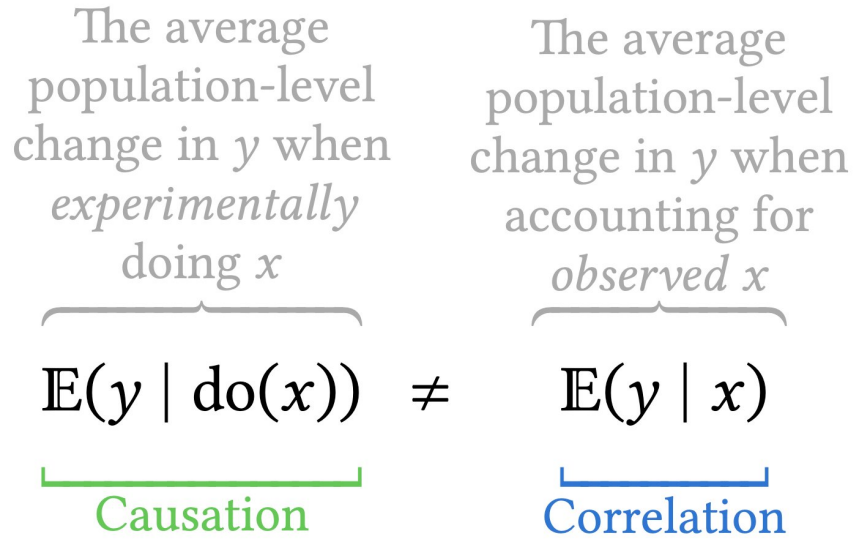 The average
population-level
change in y when
experimentally
doing x
The average
population-level
change in y when
accounting for
observed x
𝔼(y | do(x)) ≠ 𝔼(y | x)
Causation
Correlation